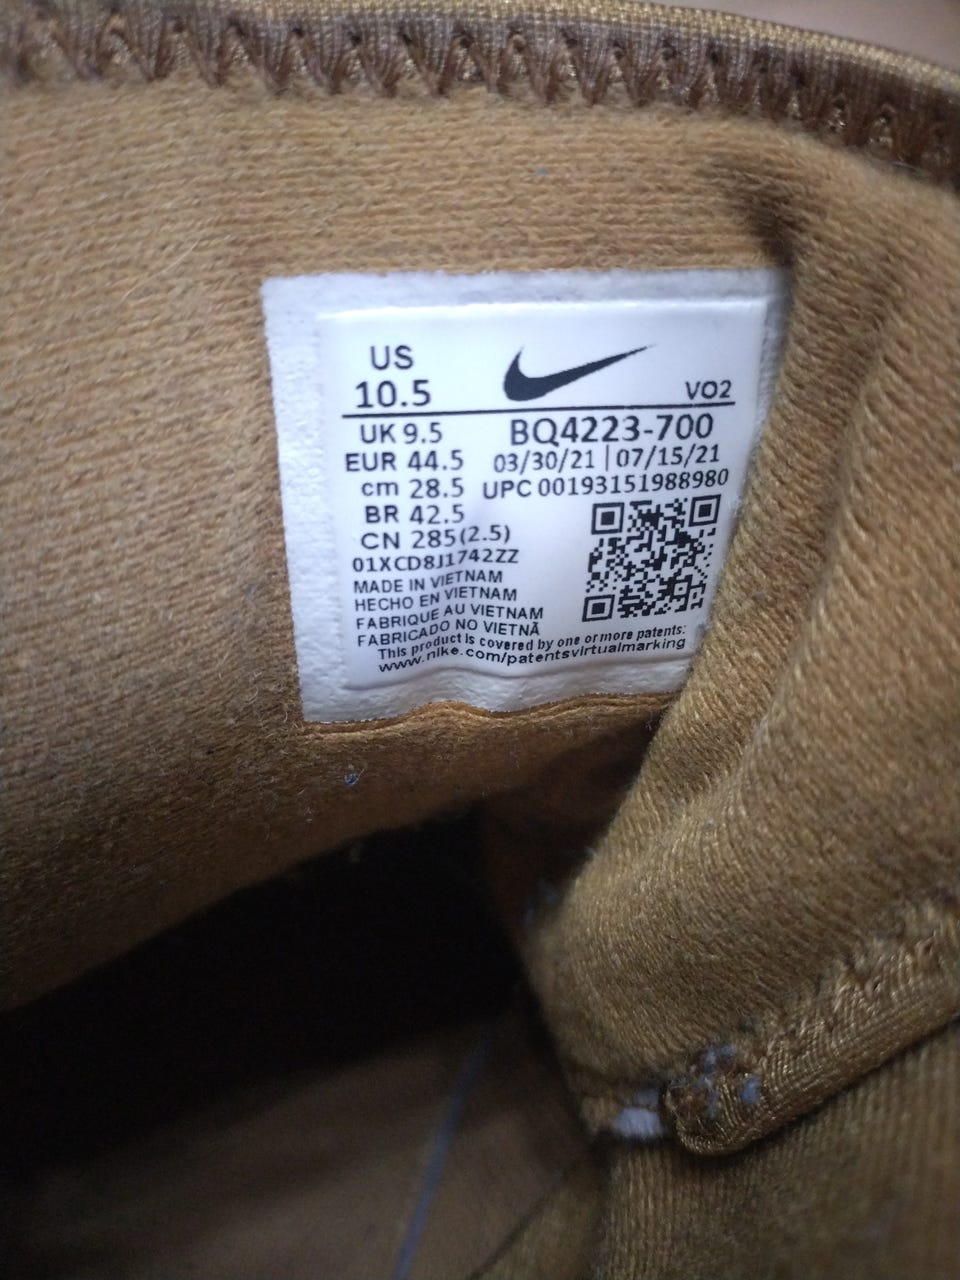 US
10.5
VO2
UK 9.5
BQ4223-700
EUR 44.5
03/30/21 | 07/15/21
cm 28.5
UPC 00193151988980
BR 42.5
CN 285(2.5)
01XCD8J1742ZZ
MADE IN VIETNAM
HECHO EN VIETNAM
FABRIQUE AU VIETNAM
FABRICADO NO VIETNÃ
This product is covered by one or more patents:
www.nike.com/patentsvirtualmarking